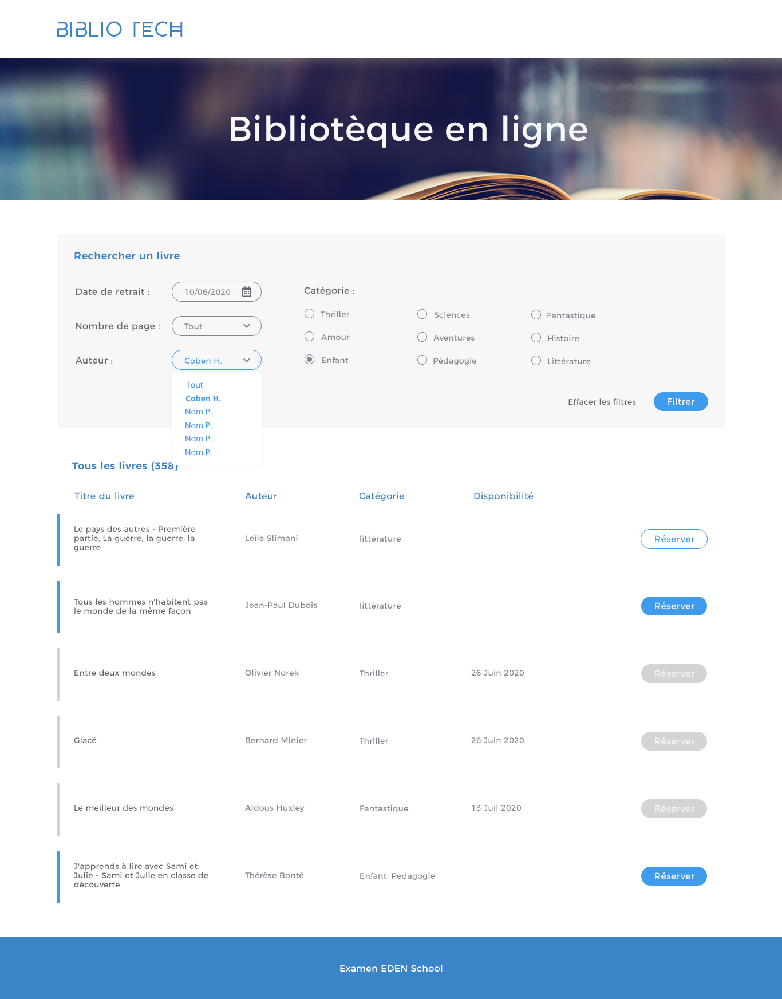 BIBLIO TECH
Bibliotèque en ligne
Rechercher un livre
Date de retrait :
10/06/2020
Nombre de page :
Tout
Auteur :
Coben H.
Tout
Coben H.
Nom P.
Nom P.
Nom P.
Nom P.
Catégorie :
Thriller
Sciences
Fantastique
Amour
Aventures
Histoire
Enfant
Pédagogie
Littérature
Effacer les filtres
Filtrer
Tous les livres (358)
Titre du livre
Auteur
Catégorie
Disponibilité
Le pays des autres - Première
partie, La guerre, la guerre, la
guerre
Leïla Slimani
littérature
Réserver
Tous les hommes n'habitent pas
le monde de la même façon
Jean-Paul Dubois
littérature
Réserver
Entre deux mondes
Olivier Norek
Thriller
26 Juin 2020
Réserver
Glacé
Bernard Minier
Thriller
26 Juin 2020
Réserver
Le meilleur des mondes
Aldous Huxley
Fantastique
13 Juil 2020
Réserver
J'apprends à lire avec Sami et
Julie - Sami et Julie en classe de
découverte
Thérèse Bonté
Enfant, Pedagogie
Réserver
Examen EDEN School